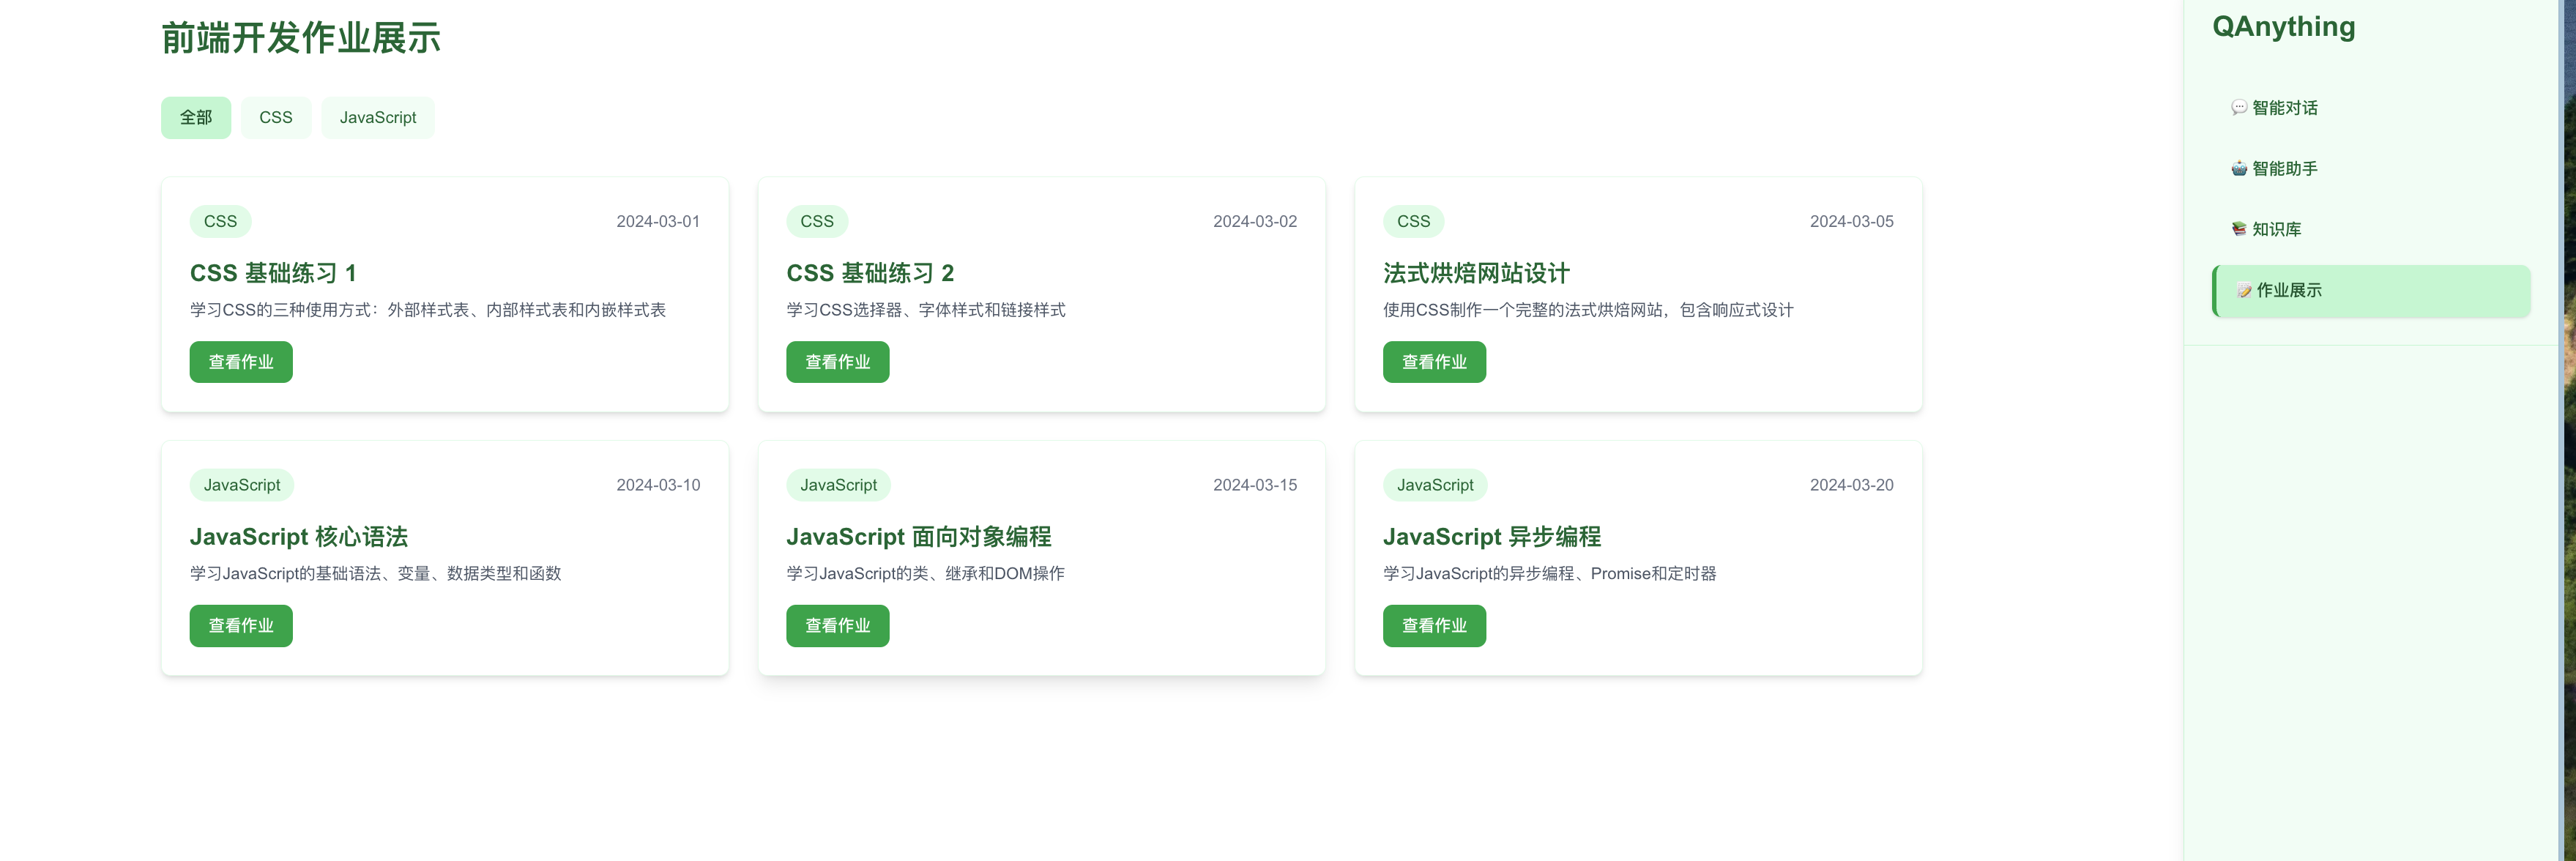 前端开发作业展示
全部
CSS
JavaScript
CSS
2024-03-01
CSS 基础练习 1
学习CSS的三种使用方式：外部样式表、内部样式表和内嵌样式表
查看作业
CSS
2024-03-02
CSS 基础练习 2
学习CSS选择器、字体样式和链接样式
查看作业
CSS
2024-03-05
法式烘焙网站设计
使用CSS制作一个完整的法式烘焙网站，包含响应式设计
查看作业
JavaScript
2024-03-10
JavaScript 核心语法
学习JavaScript的基础语法、变量、数据类型和函数
查看作业
JavaScript
2024-03-15
JavaScript 面向对象编程
学习JavaScript的类、继承和DOM操作
查看作业
JavaScript
2024-03-20
JavaScript 异步编程
学习JavaScript的异步编程、Promise和定时器
查看作业
QAnything
智能对话
智能助手
知识库
作业展示